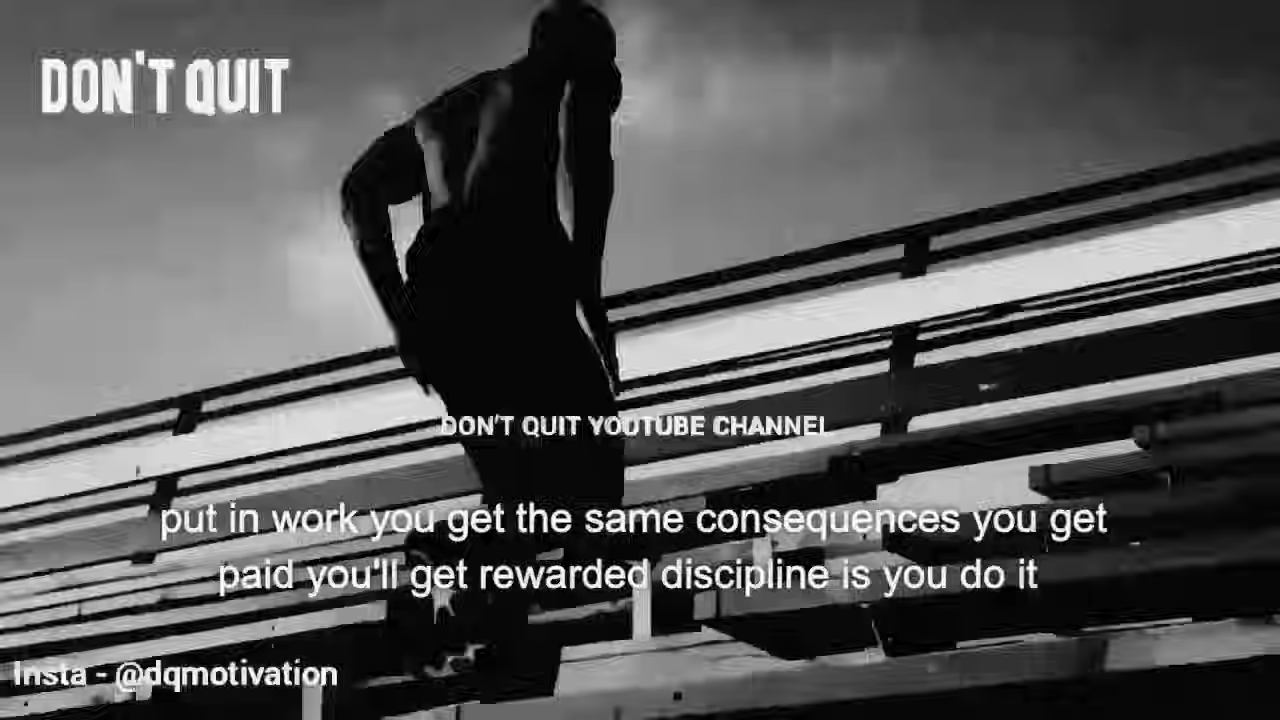 DON'T QUIT
DON'T QUIT YOUTUBE CHANNEL
put in work you get the same consequences you get
paid you'll get rewarded discipline is you do it
Insta - @dqmotivation